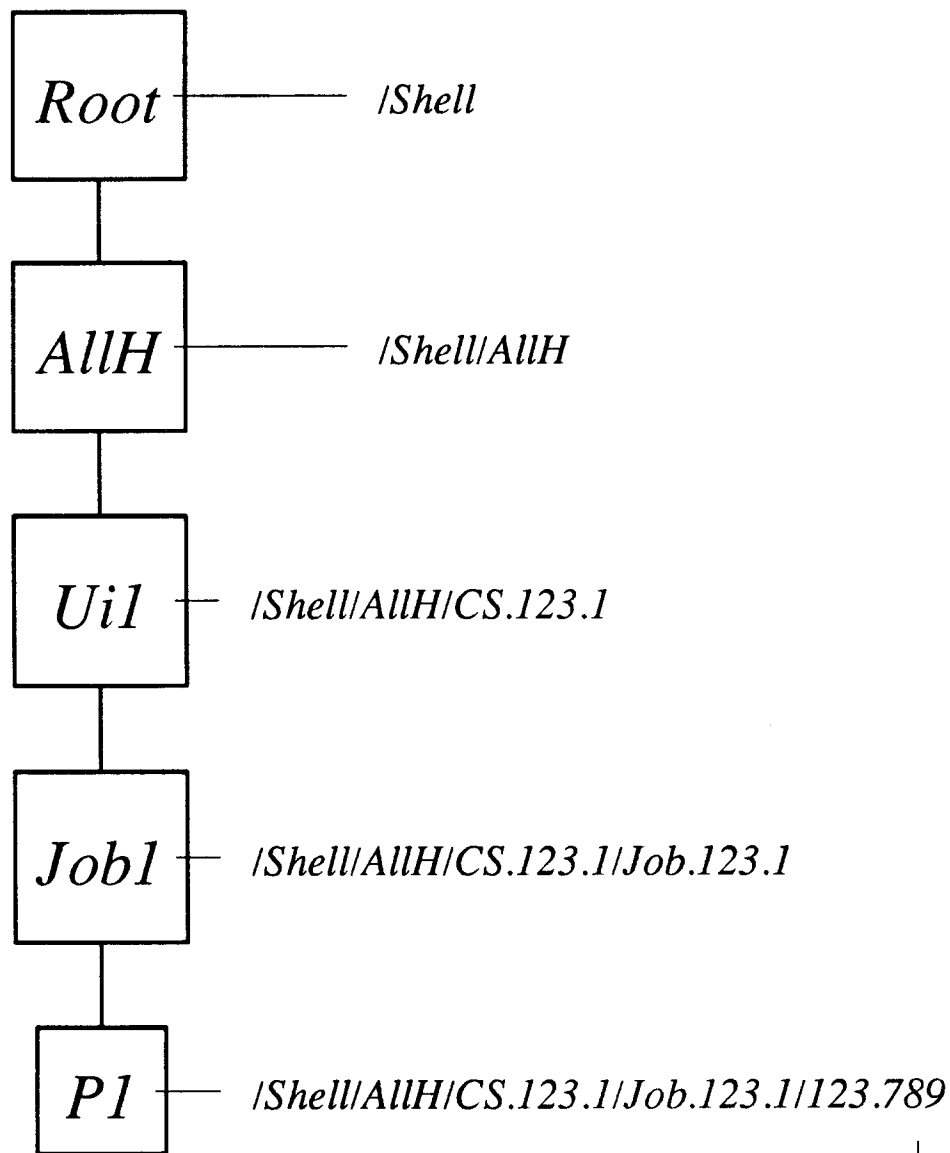 Root /Shell
AllH /Shell/AllH
Ui1 /Shell/AllH/CS.123.1
Job1 /Shell/AllH/CS.123.1/Job.123.1
P1 /Shell/AllH/CS.123.1/Job.123.1/123.789